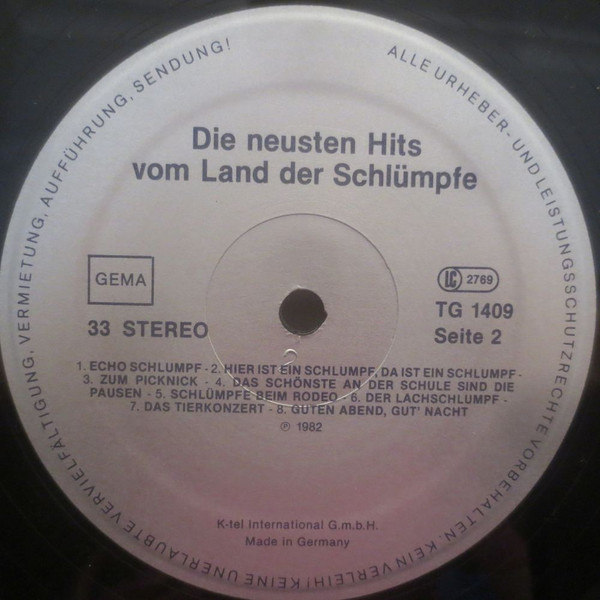 ALLE URHEBER- UND LEISTUNGSSCHUTZRECHTE VORBEHALTEN. KEIN VERLEIH! KEINE UNERLAUBTE VERVIELFÄLTIGUNG, VERMIETUNG, AUFFÜHRUNG, SENDUNG!
Die neusten Hits
vom Land der Schlümpfe
GEMA
LC 2769
TG 1409
33 STEREO
Seite 2
2
1. ECHO SCHLUMPF - 2. HIER IST EIN SCHLUMPF, DA IST EIN SCHLUMPF -
3. ZUM PICKNICK - 4. DAS SCHÖNSTE AN DER SCHULE SIND DIE
PAUSEN - 5. SCHLÜMPFE BEIM RODEO - 6. DER LACHSCHLUMPF -
7. DAS TIERKONZERT - 8. GUTEN ABEND, GUT' NACHT
℗ 1982
K-tel International G.m.b.H.
Made in Germany